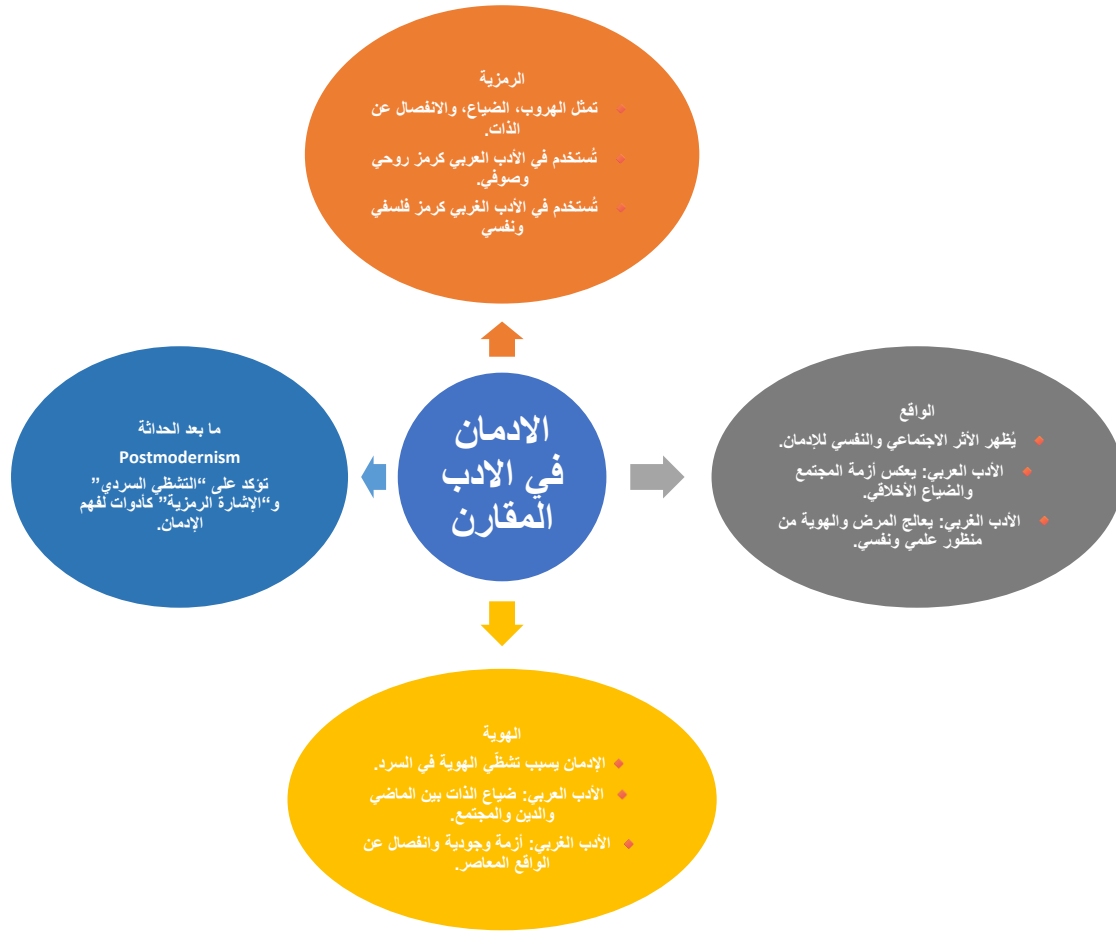 الرمزية
تمثل الهروب، الضياع، والانفصال عن
الذات.
تُستخدم في الأدب العربي كرمز روحي
وصوفي.
تُستخدم في الأدب الغربي كرمز فلسفي
ونفسي
الادمان
في الادب
المقارن
الواقع
يُظهر الأثر الاجتماعي والنفسي للإدمان.
الأدب العربي: يعكس أزمة المجتمع
والضياع الأخلاقي.
الأدب الغربي: يعالج المرض والهوية من
منظور علمي ونفسي.
ما بعد الحداثة
Postmodernism
تؤكد على “التشظي السردي”
و“الإشارة الرمزية” كأدوات لفهم
الإدمان.
الهوية
الإدمان يسبب تشظّي الهوية في السرد.
الأدب العربي: ضياع الذات بين الماضي
والدين والمجتمع.
الأدب الغربي: أزمة وجودية وانفصال عن
الواقع المعاصر.